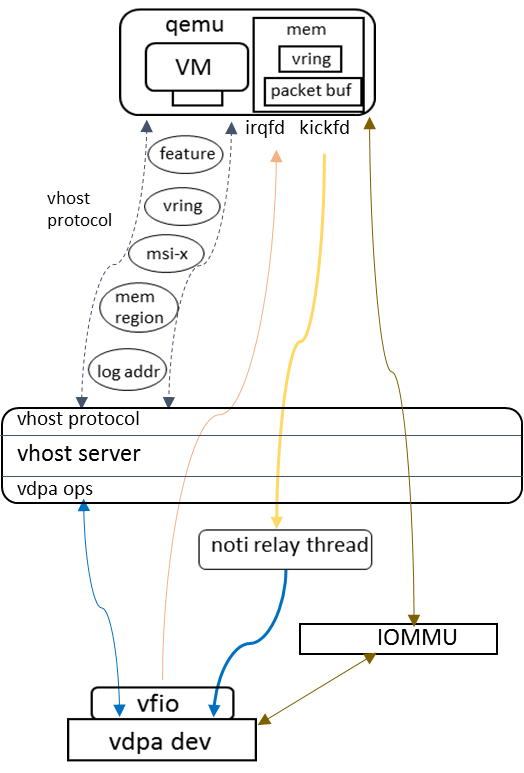 qemu
mem
VM
vring
packet buf
irqfd kickfd
feature
vhost
protocol
vring
msi-x
mem
region
log addr
vhost protocol
vhost server
vdpa ops
noti relay thread
IOMMU
vfio
vdpa dev